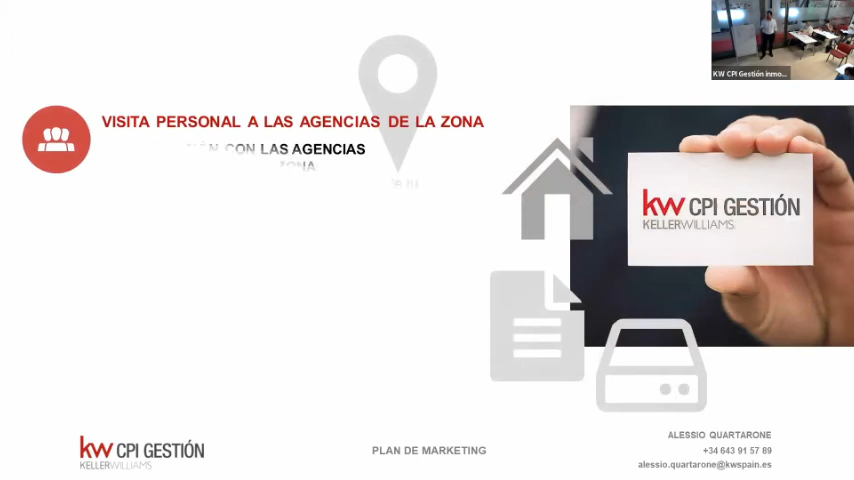 KW CPI Gestión inmo...
VISITA PERSONAL A LAS AGENCIAS DE LA ZONA
CON LAS AGENCIAS
ZONA
kw CPI GESTIÓN
KELLERWILLIAMS.
kw CPI GESTIÓN
KELLERWILLIAMS
PLAN DE MARKETING
ALESSIO QUARTARONE
+34 643 91 57 89
alessio.quartarone@kwspain.es